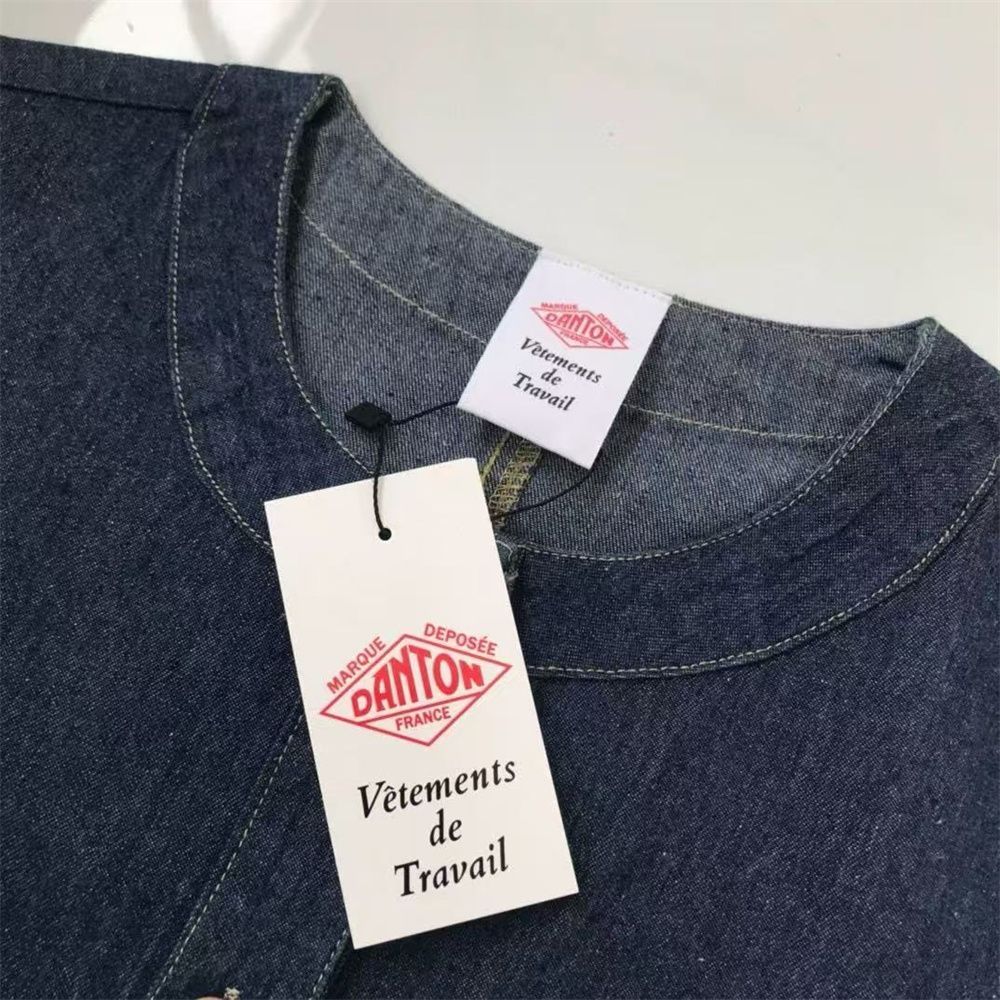 MARQUE DEPOSÉE
DANTON
FRANCE
Vêtements
de
Travail
MARQUE DEPOSÉE
DANTON
FRANCE
Vêtements
de
Travail